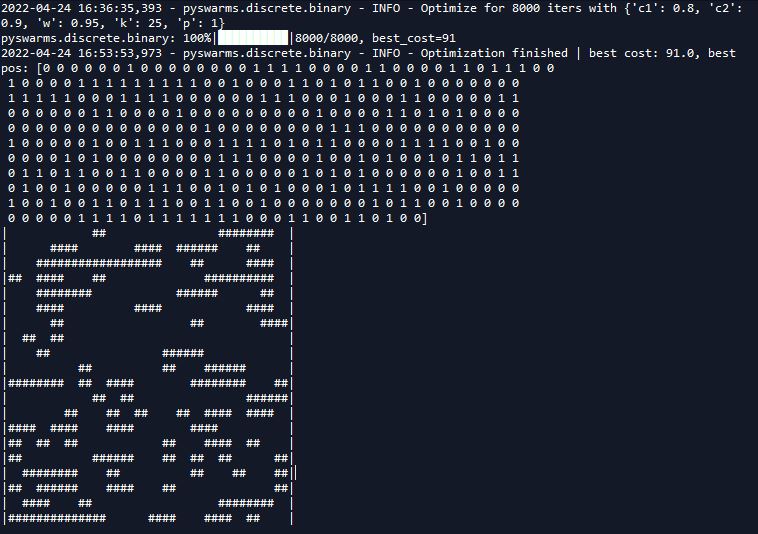 2022-04-24 16:36:35,393 - pyswarms.discrete.binary - INFO - Optimize for 8000 iters with {'c1': 0.8, 'c2':
0.9, 'w': 0.95, 'k': 25, 'p': 1}
pyswarms.discrete.binary: 100%|██████████|8000/8000, best_cost=91
2022-04-24 16:53:53,973 - pyswarms.discrete.binary - INFO - Optimization finished | best cost: 91.0, best
pos: [0 0 0 0 0 0 1 0 0 0 0 0 0 0 0 1 1 1 1 0 0 0 0 1 1 0 0 0 0 1 1 0 1 1 1 0 0
 1 0 0 0 0 1 1 1 1 1 1 1 1 1 0 0 1 0 0 0 1 1 0 1 0 1 1 0 0 1 0 0 0 0 0 0 0
 1 1 1 1 1 0 0 0 1 1 1 1 0 0 0 0 0 0 1 1 1 0 0 0 1 0 0 0 1 1 0 0 0 0 0 1 1
 0 0 0 0 0 0 1 1 0 0 0 0 1 0 0 0 0 0 0 0 0 0 1 0 0 0 0 1 1 0 1 0 1 0 0 0 0
 0 0 0 0 0 0 0 0 0 0 0 0 0 0 1 0 0 0 0 0 0 0 0 1 1 1 0 0 0 0 0 0 0 0 0 0 0
 1 0 0 0 0 0 1 0 0 1 1 1 0 0 0 1 1 1 1 0 1 0 1 1 0 0 0 0 1 1 1 1 0 0 1 0 0
 0 0 0 0 1 0 1 0 0 0 0 0 0 0 0 1 1 1 0 0 0 0 1 0 0 1 0 1 0 0 1 0 1 1 0 1 1
 0 1 1 0 1 1 0 0 1 1 0 0 0 0 1 1 0 0 0 0 0 1 0 1 0 1 0 0 0 0 0 0 1 0 0 1 1
 0 1 0 0 1 0 0 0 0 0 1 1 1 0 0 1 0 1 0 1 0 0 0 1 0 1 1 1 1 0 0 1 0 0 0 0 0
 1 0 0 1 0 0 1 1 0 1 1 1 0 0 1 1 0 0 1 0 0 0 0 0 0 0 1 0 1 1 0 0 1 0 0 0 0
 0 0 0 0 0 1 1 1 1 0 1 1 1 1 1 1 1 0 0 0 1 1 0 0 1 1 0 1 0 0]
|            ##                ########  |
|      ####        ####  ######    ##    |
|    ##################    ##      ####  |
|##  ####    ##              ##########  |
|    ########            ######      ##  |
|    ####          ####            ####  |
|      ##                  ##        ####|
|  ##  ##                                |
|    ##                ######            |
|          ##          ##    ######      |
|########  ##  ####        ########    ##|
|            ##  ##                ######|
|        ##    ##  ##    ##  ####  ####  |
|####  ####    ####        ####          |
|##  ##  ##            ##    ####  ##    |
|##          ######    ##  ##  ##      ##|
|  ########    ##          ##    ##    ##|
|##  ######    ####    ##              ##|
|  ####    ##                  ########  |
|##############      ####    ####  ##    |